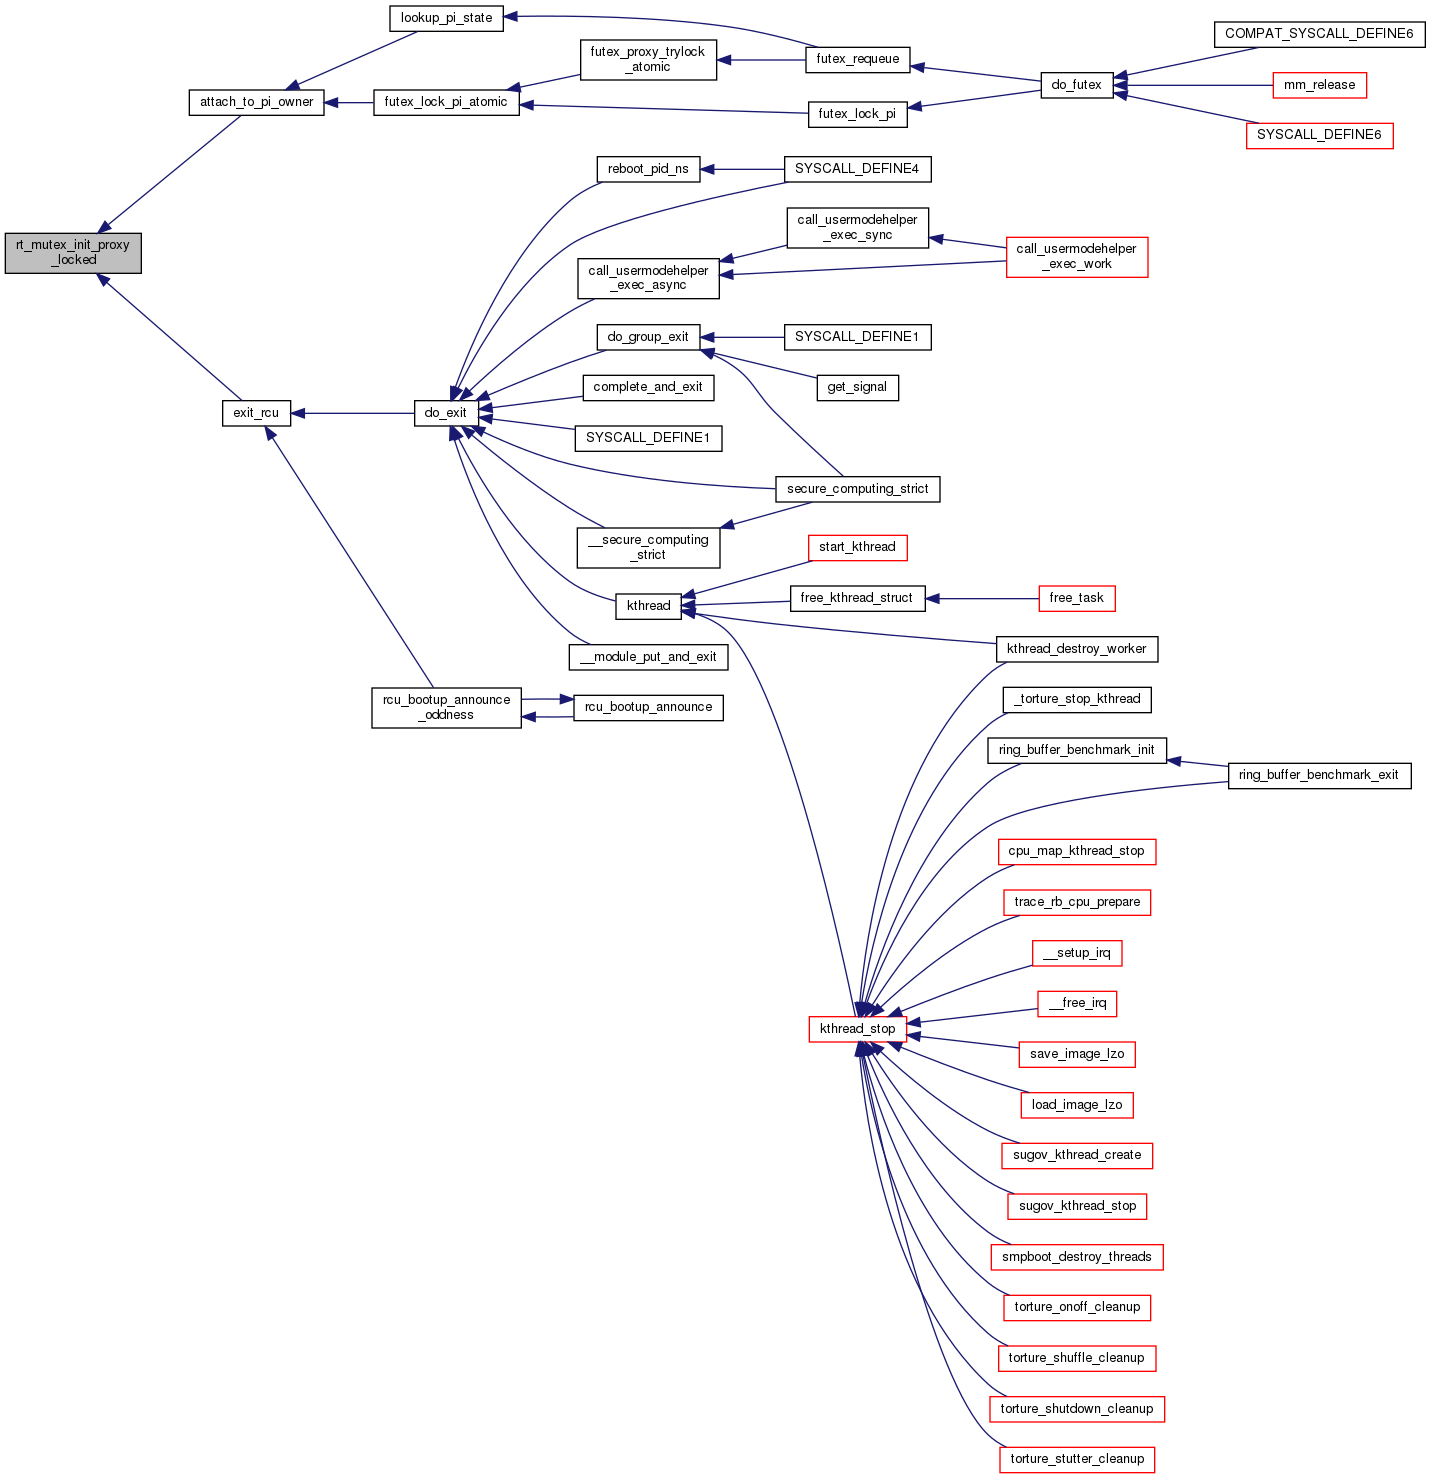 lookup_pi_state
COMPAT_SYSCALL_DEFINE6
futex_proxy_trylock
_atomic
futex_requeue
do_futex
mm_release
attach_to_pi_owner
futex_lock_pi_atomic
futex_lock_pi
SYSCALL_DEFINE6
reboot_pid_ns
SYSCALL_DEFINE4
call_usermodehelper
_exec_sync
rt_mutex_init_proxy
_locked
call_usermodehelper
_exec_work
call_usermodehelper
_exec_async
do_group_exit
SYSCALL_DEFINE1
complete_and_exit
get_signal
exit_rcu
do_exit
SYSCALL_DEFINE1
secure_computing_strict
__secure_computing
_strict
start_kthread
kthread
free_kthread_struct
free_task
__module_put_and_exit
kthread_destroy_worker
rcu_bootup_announce
_oddness
rcu_bootup_announce
_torture_stop_kthread
ring_buffer_benchmark_init
ring_buffer_benchmark_exit
cpu_map_kthread_stop
trace_rb_cpu_prepare
__setup_irq
__free_irq
kthread_stop
save_image_lzo
load_image_lzo
sugov_kthread_create
sugov_kthread_stop
smpboot_destroy_threads
torture_onoff_cleanup
torture_shuffle_cleanup
torture_shutdown_cleanup
torture_stutter_cleanup